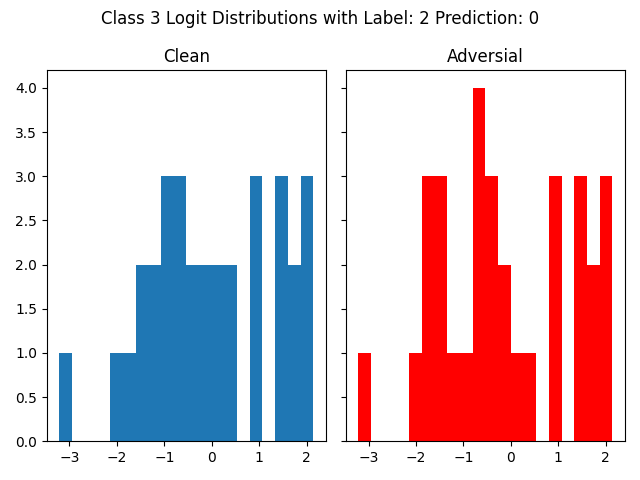 Class 3 Logit Distributions with Label: 2 Prediction: 0
Clean
Adversial
4.0
3.5
3.0
2.5
2.0
1.5
1.0
0.5
0.0
−3 −2 −1 0 1 2
−3 −2 −1 0 1 2